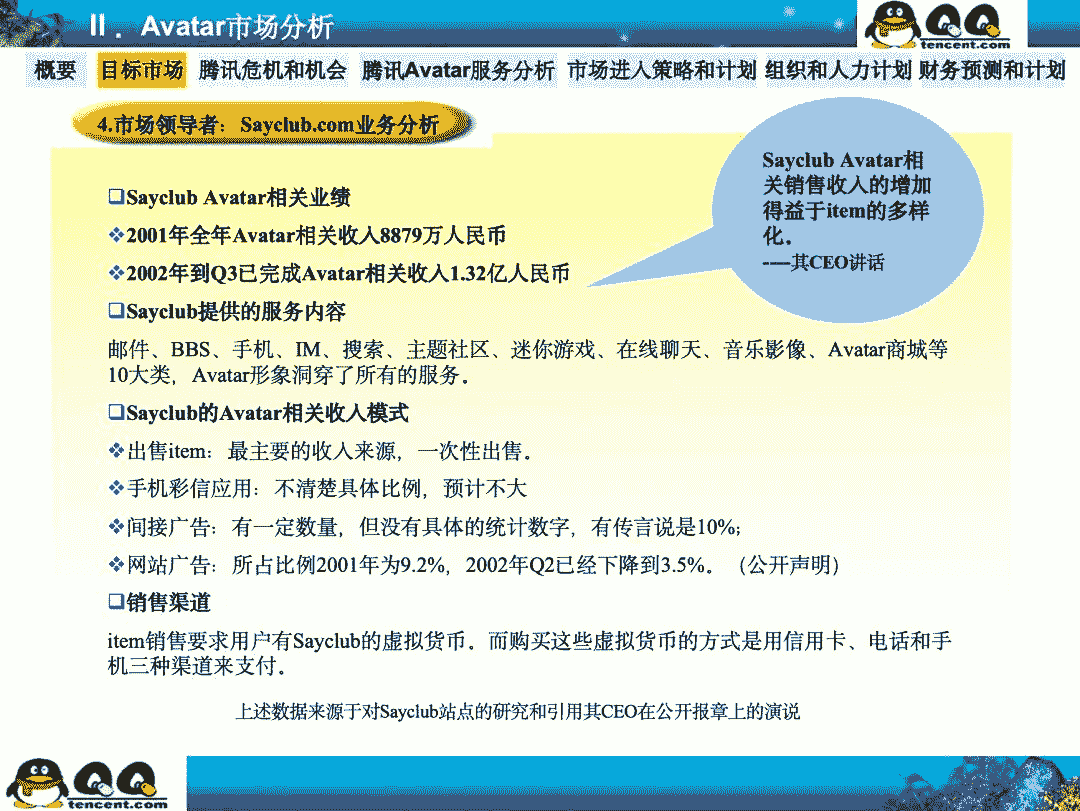 II．Avatar市场分析
QQ
tencent.com
概要 目标市场 腾讯危机和机会 腾讯Avatar服务分析 市场进入策略和计划 组织和人力计划 财务预测和计划
4.市场领导者：Sayclub.com业务分析
Sayclub Avatar相
关销售收入的增加
得益于item的多样
化。
----其CEO讲话
❑Sayclub Avatar相关业绩
❖2001年全年Avatar相关收入8879万人民币
❖2002年到Q3已完成Avatar相关收入1.32亿人民币
❑Sayclub提供的服务内容
邮件、BBS、手机、IM、搜索、主题社区、迷你游戏、在线聊天、音乐影像、Avatar商城等
10大类，Avatar形象洞穿了所有的服务。
❑Sayclub的Avatar相关收入模式
❖出售item：最主要的收入来源，一次性出售。
❖手机彩信应用：不清楚具体比例，预计不大
❖间接广告：有一定数量，但没有具体的统计数字，有传言说是10%;
❖网站广告：所占比例2001年为9.2%，2002年Q2已经下降到3.5%。（公开声明）
❑销售渠道
item销售要求用户有Sayclub的虚拟货币。而购买这些虚拟货币的方式是用信用卡、电话和手
机三种渠道来支付。
上述数据来源于对Sayclub站点的研究和引用其CEO在公开报章上的演说
QQ
tencent.com